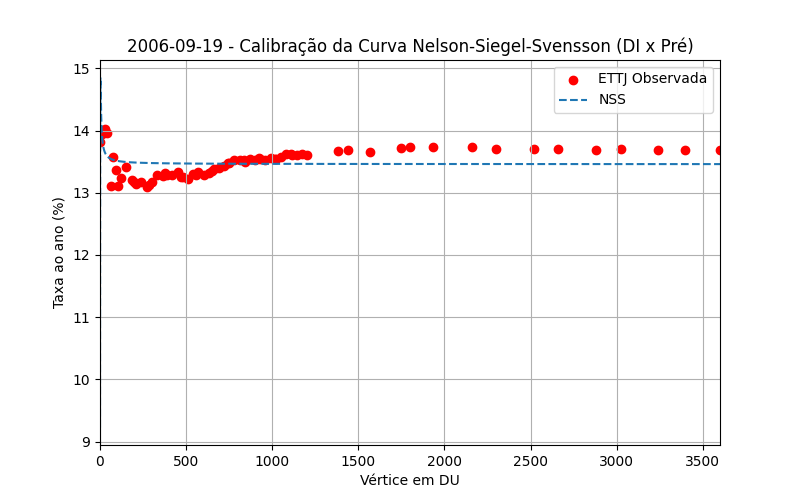 2006-09-19 - Calibração da Curva Nelson-Siegel-Svensson (DI x Pré)
ETTJ Observada
NSS
Taxa ao ano (%)
15
14
13
12
11
10
9
0 500 1000 1500 2000 2500 3000 3500
Vértice em DU